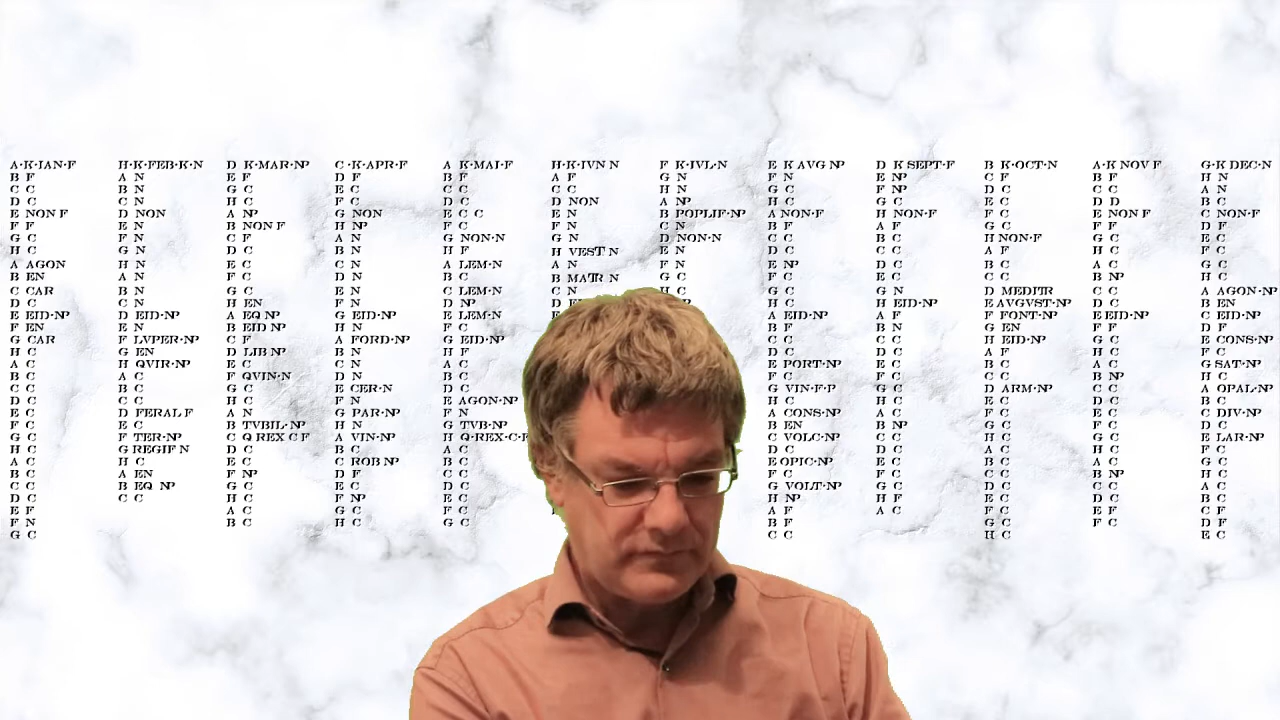 A·K·IAN·F
B F
C C
D C
E NON F
F F
G C
H C
A AGON
B EN
C CAR
D C
E EID·NP
F EN
G CAR
H C
A C
B C
C C
D C
E C
F C
G C
H C
A C
B C
C C
D C
E F
F N
G C
H·K·FEB·K·N
A N
B N
C N
D NON
E N
F N
G N
H N
A N
B N
C N
D EID·NP
E N
F LVPER·NP
G EN
H QVIR·NP
A C
B C
C C
D FERAL F
E C
F TER·NP
G REGIF N
H C
A EN
B EQ NP
C C
D K·MAR·NP
E F
G C
H C
A NP
B NON F
C F
D C
E C
F C
G C
H EN
A EQ NP
B EID NP
C F
D LIB NP
E C
F QVIN·N
G C
H C
A N
B TVBIL·NP
C Q REX C F
D C
E C
F NP
G C
H C
A C
B C
C·K·APR·F
D F
E C
F C
G NON
H NP
A N
B N
C N
D N
E N
F N
G EID·NP
H N
A FORD·NP
B N
C N
D N
E CER·N
F N
G PAR·NP
H N
A VIN·NP
B C
C ROB NP
D F
E C
F NP
G C
H C
A K·MAI·F
B F
C C
D C
E C C
F C
G NON·N
H F
A LEM·N
B C
C LEM·N
D NP
E LEM·N
F C
G EID·NP
H F
A C
B C
D C
E AGON·NP
F N
G TVB·NP
H Q·REX·C·F
A C
B C
C C
D C
E C
F C
G C
H·K·IVN N
A F
C C
D NON
E N
F N
G N
H VEST N
A N
B MATR N
C N
D
F K·IVL·N
G N
H N
A NP
B POPLIF·NP
C N
D NON·N
E N
F N
G C
H C
E K AVG NP
F C
G C
H C
A NON·F
B F
C C
D C
E NP
F C
G C
H C
A EID·NP
B F
C C
D C
E PORT·NP
F C
G VIN·F·P
H C
A CONS·NP
B EN
C VOLC·NP
D C
E OPIC·NP
F C
G VOLT·NP
H NP
A F
B F
C C
D K SEPT·F
E NP
F NP
G C
H NON·F
A F
B C
C C
D C
E C
G N
H EID·NP
A F
B N
C C
D C
E C
F C
G C
H C
A C
B C
C C
D C
E C
F C
G C
H F
A C
B K·OCT·N
C F
D C
E C
F C
G C
H NON·F
A F
B C
C C
D MEDITR
E AVGVST·NP
F FONT·NP
G EN
H EID·NP
A F
B C
C C
D ARM·NP
E C
F C
G C
H C
A C
B C
C C
D C
E C
F C
G C
H C
A·K NOV F
B F
C C
D D
E NON F
F F
G C
H C
A C
B NP
C C
D C
E EID·NP
F F
G C
H C
A C
B NP
C C
D C
E C
F C
G C
H C
A C
B NP
C C
D C
E C
F C
G·K DEC·N
H N
A N
B C
C NON·F
D F
E C
F C
G C
H C
A AGON·NP
B EN
C EID·NP
D F
E CONS·NP
F C
G SAT·NP
H C
A OPAL·NP
B C
C DIV·NP
D C
E LAR·NP
F C
G C
H C
A C
B C
C F
D F
E C